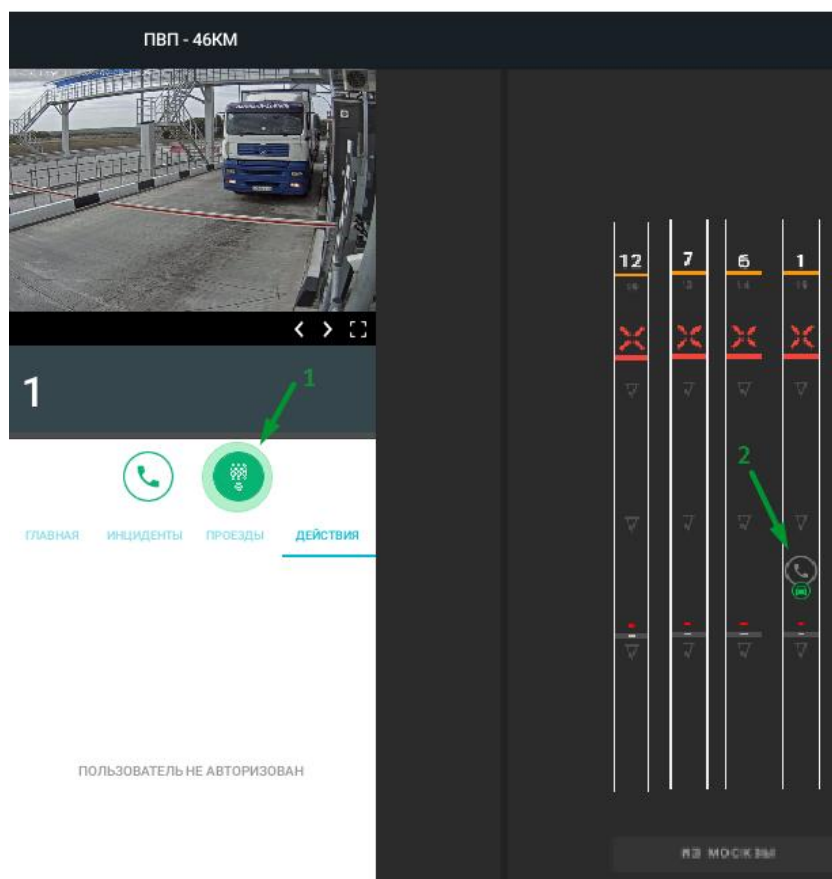 ПВП - 46КМ
12 7 6 1
1
1
2
ГЛАВНАЯ ИНЦИДЕНТЫ ПРОЕЗДЫ ДЕЙСТВИЯ
ПОЛЬЗОВАТЕЛЬ НЕ АВТОРИЗОВАН
ИЗ МОСКВЫ